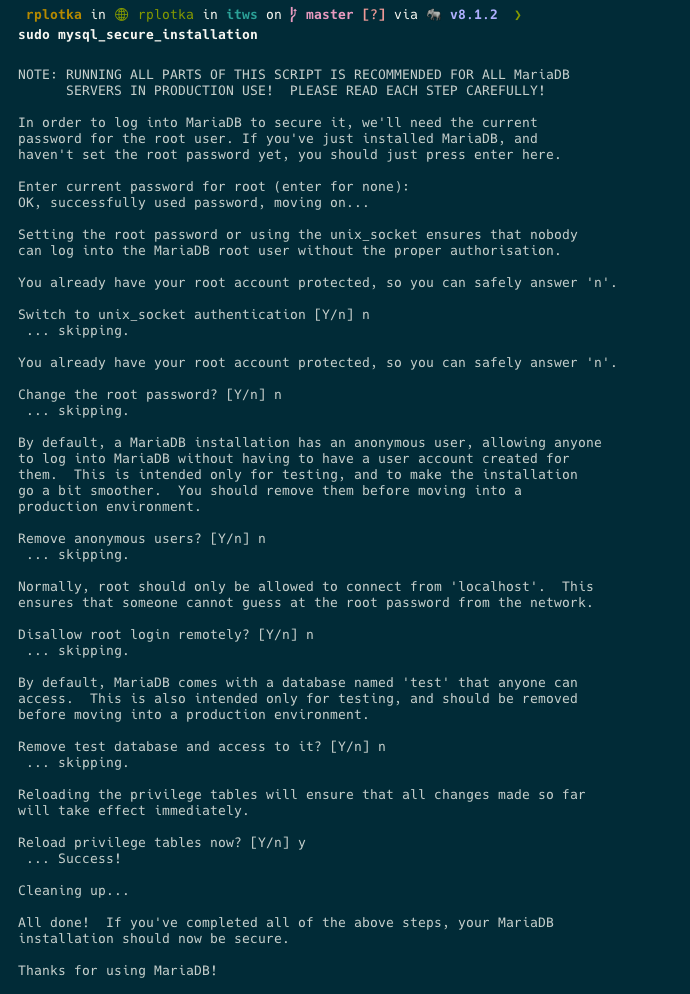 rplotka in rplotka in itws on master [?] via v8.1.2 ❯
sudo mysql_secure_installation
NOTE: RUNNING ALL PARTS OF THIS SCRIPT IS RECOMMENDED FOR ALL MariaDB
SERVERS IN PRODUCTION USE!  PLEASE READ EACH STEP CAREFULLY!
In order to log into MariaDB to secure it, we'll need the current
password for the root user. If you've just installed MariaDB, and
haven't set the root password yet, you should just press enter here.
Enter current password for root (enter for none):
OK, successfully used password, moving on...
Setting the root password or using the unix_socket ensures that nobody
can log into the MariaDB root user without the proper authorisation.
You already have your root account protected, so you can safely answer 'n'.
Switch to unix_socket authentication [Y/n] n
... skipping.
You already have your root account protected, so you can safely answer 'n'.
Change the root password? [Y/n] n
... skipping.
By default, a MariaDB installation has an anonymous user, allowing anyone
to log into MariaDB without having to have a user account created for
them.  This is intended only for testing, and to make the installation
go a bit smoother.  You should remove them before moving into a
production environment.
Remove anonymous users? [Y/n] n
... skipping.
Normally, root should only be allowed to connect from 'localhost'.  This
ensures that someone cannot guess at the root password from the network.
Disallow root login remotely? [Y/n] n
... skipping.
By default, MariaDB comes with a database named 'test' that anyone can
access.  This is also intended only for testing, and should be removed
before moving into a production environment.
Remove test database and access to it? [Y/n] n
... skipping.
Reloading the privilege tables will ensure that all changes made so far
will take effect immediately.
Reload privilege tables now? [Y/n] y
... Success!
Cleaning up...
All done!  If you've completed all of the above steps, your MariaDB
installation should now be secure.
Thanks for using MariaDB!